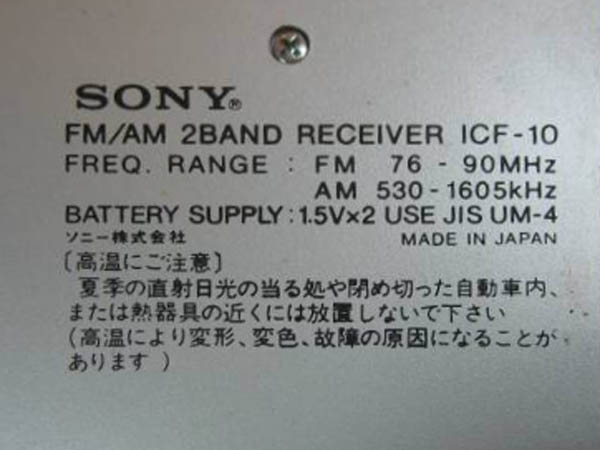 SONY®
FM/AM 2BAND RECEIVER ICF-10
FREQ. RANGE : FM 76 - 90MHz
AM 530 - 1605kHz
BATTERY SUPPLY : 1.5V×2 USE JIS UM-4
ソニー株式会社 MADE IN JAPAN
〔高温にご注意〕
夏季の直射日光の当る処や閉め切った自動車内、
または熱器具の近くには放置しないで下さい
(高温により変形、変色、故障の原因になることが
あります )